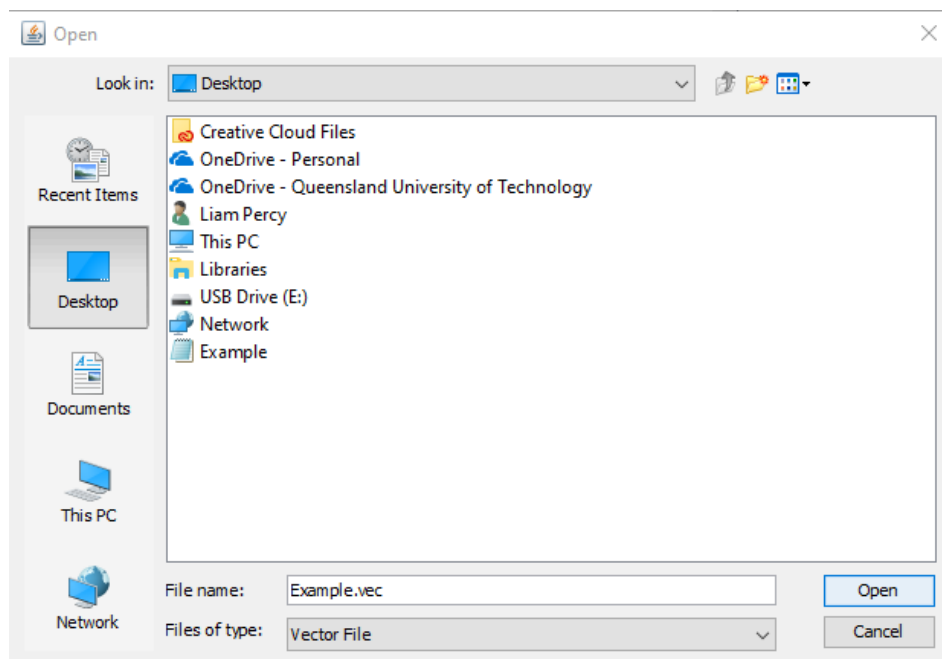 Open
Look in: Desktop
Recent Items
Desktop
Documents
This PC
Network
Creative Cloud Files
OneDrive - Personal
OneDrive - Queensland University of Technology
Liam Percy
This PC
Libraries
USB Drive (E:)
Network
Example
File name: Example.vec Open
Files of type: Vector File Cancel